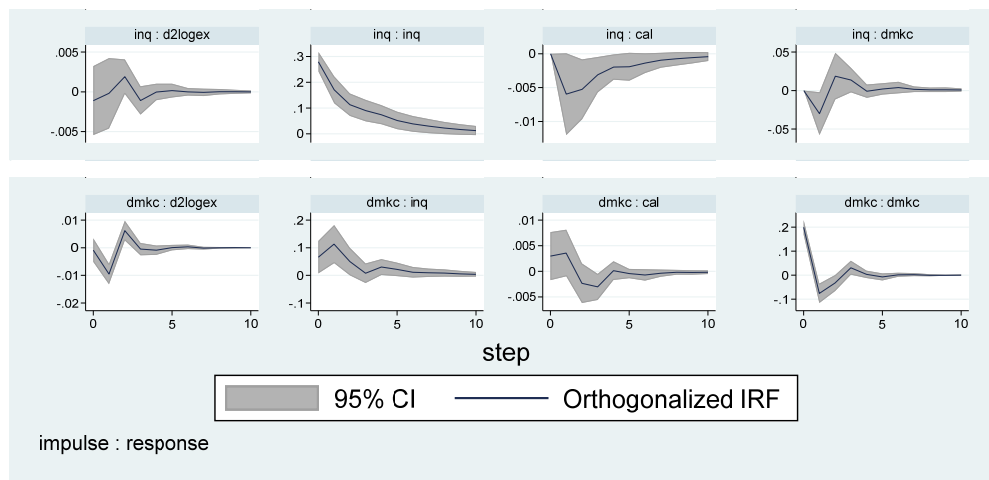 inq : d2logex
inq : inq
inq : cal
inq : dmkc
.005
0
-.005
.3
.2
.1
0
0
-.005
-.01
.05
0
-.05
dmkc : d2logex
dmkc : inq
dmkc : cal
dmkc : dmkc
.01
0
-.01
-.02
.2
.1
0
-.1
.01
.005
0
-.005
.2
.1
0
-.1
0 5 10
0 5 10
0 5 10
0 5 10
step
95% CI Orthogonalized IRF
impulse : response